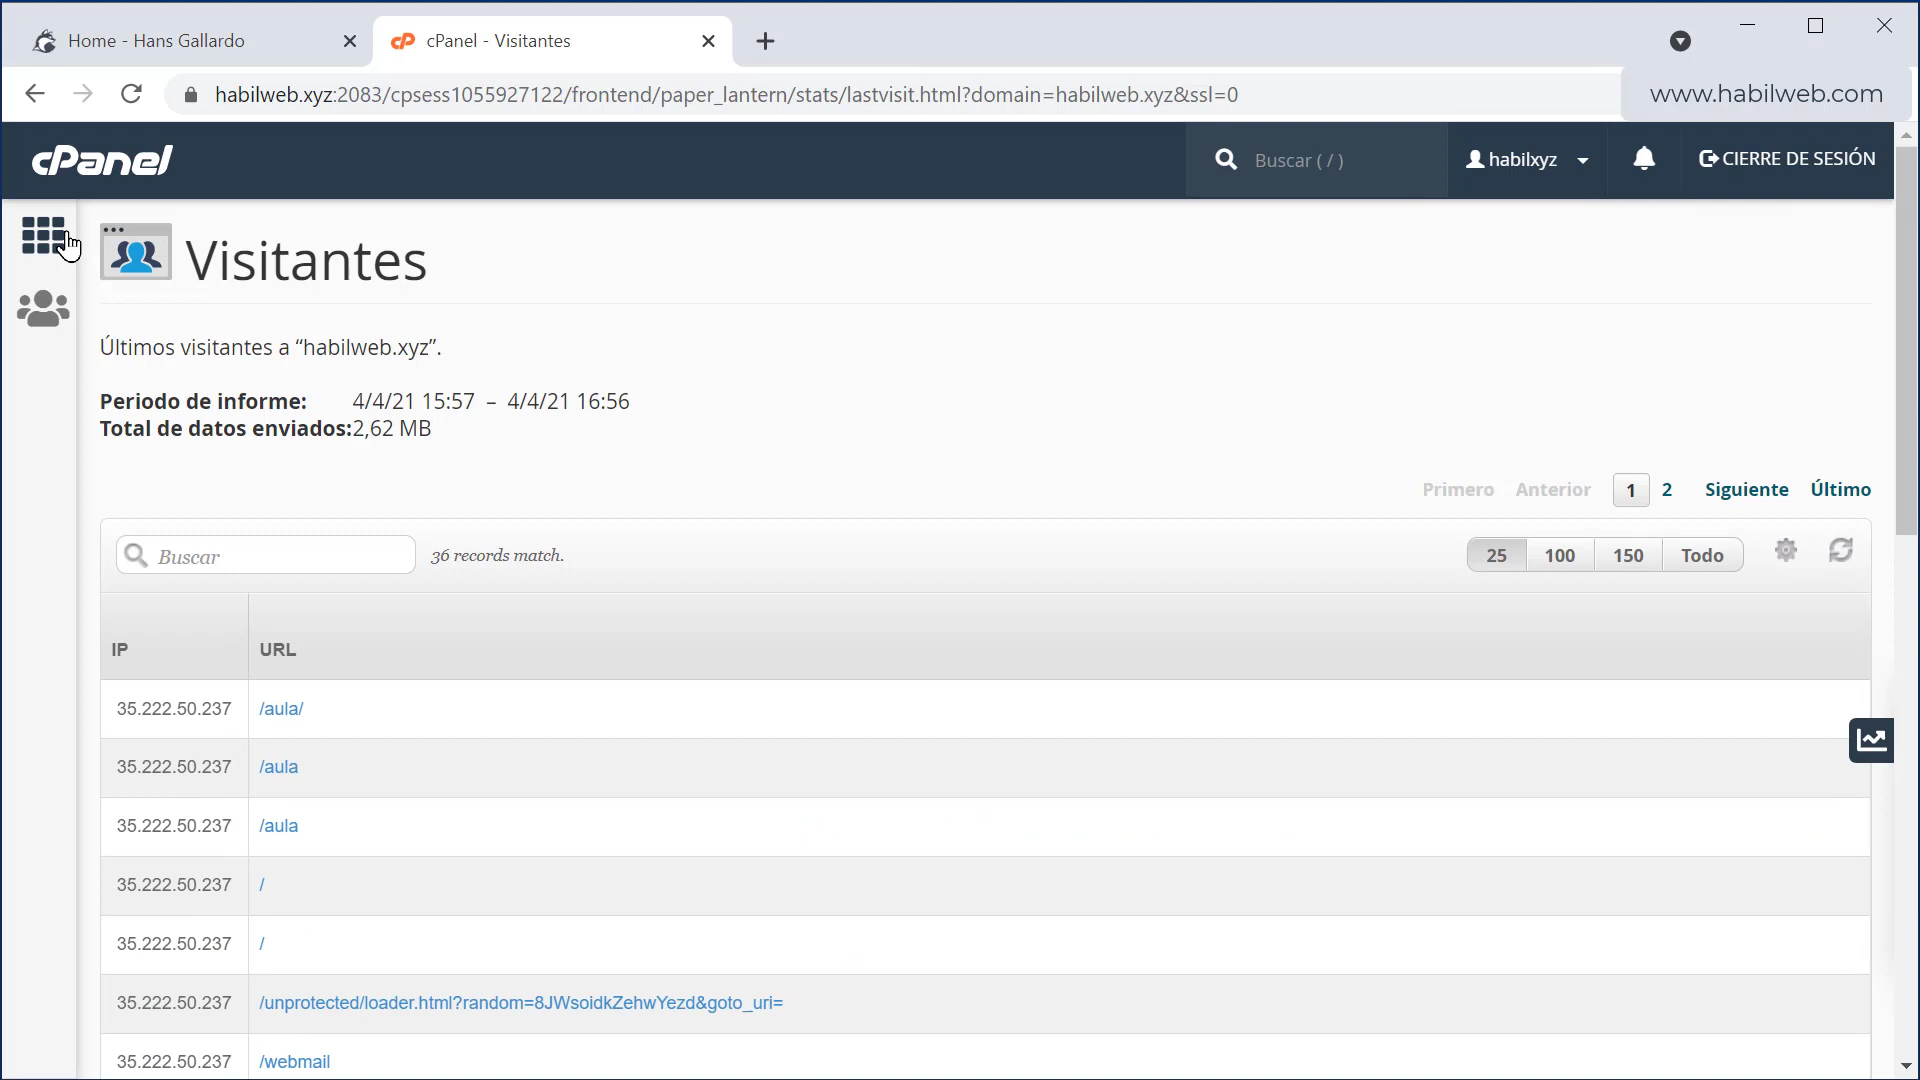 Home - Hans Gallardo
cPanel - Visitantes
habilweb.xyz:2083/cpsess1055927122/frontend/paper_lantern/stats/lastvisit.html?domain=habilweb.xyz&ssl=0
www.habilweb.com
cPanel
Buscar ( / )
habilxyz
CIERRE DE SESIÓN
Visitantes
Últimos visitantes a “habilweb.xyz”.
Periodo de informe: 4/4/21 15:57 – 4/4/21 16:56
Total de datos enviados:2,62 MB
Primero Anterior 1 2 Siguiente Último
Buscar
36 records match.
25 100 150 Todo
IP URL
35.222.50.237 /aula/
35.222.50.237 /aula
35.222.50.237 /aula
35.222.50.237 /
35.222.50.237 /
35.222.50.237 /unprotected/loader.html?random=8JWsoidkZehwYezd&goto_uri=
35.222.50.237 /webmail